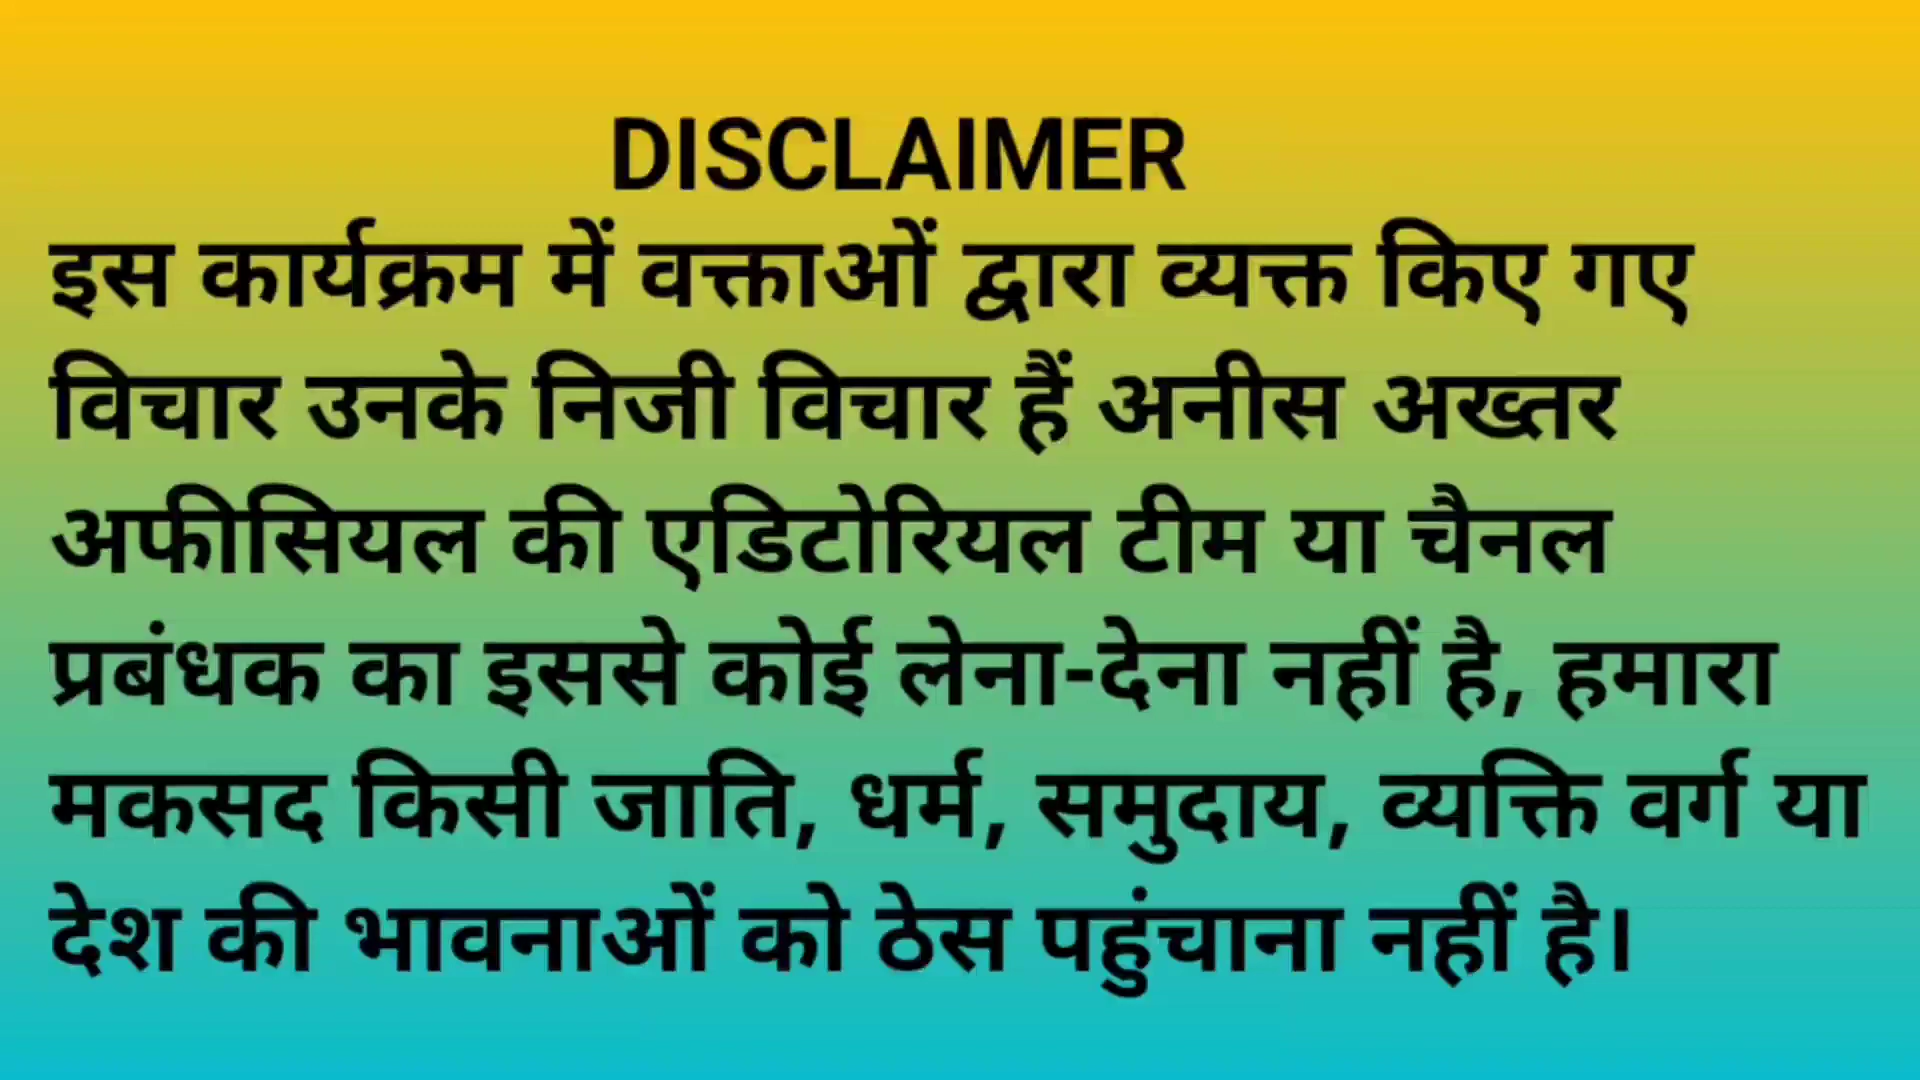 DISCLAIMER
इस कार्यक्रम में वक्ताओं द्वारा व्यक्त किए गए
विचार उनके निजी विचार हैं अनीस अख्तर
अफीसियल की एडिटोरियल टीम या चैनल
प्रबंधक का इससे कोई लेना-देना नहीं है, हमारा
मकसद किसी जाति, धर्म, समुदाय, व्यक्ति वर्ग या
देश की भावनाओं को ठेस पहुंचाना नहीं है।